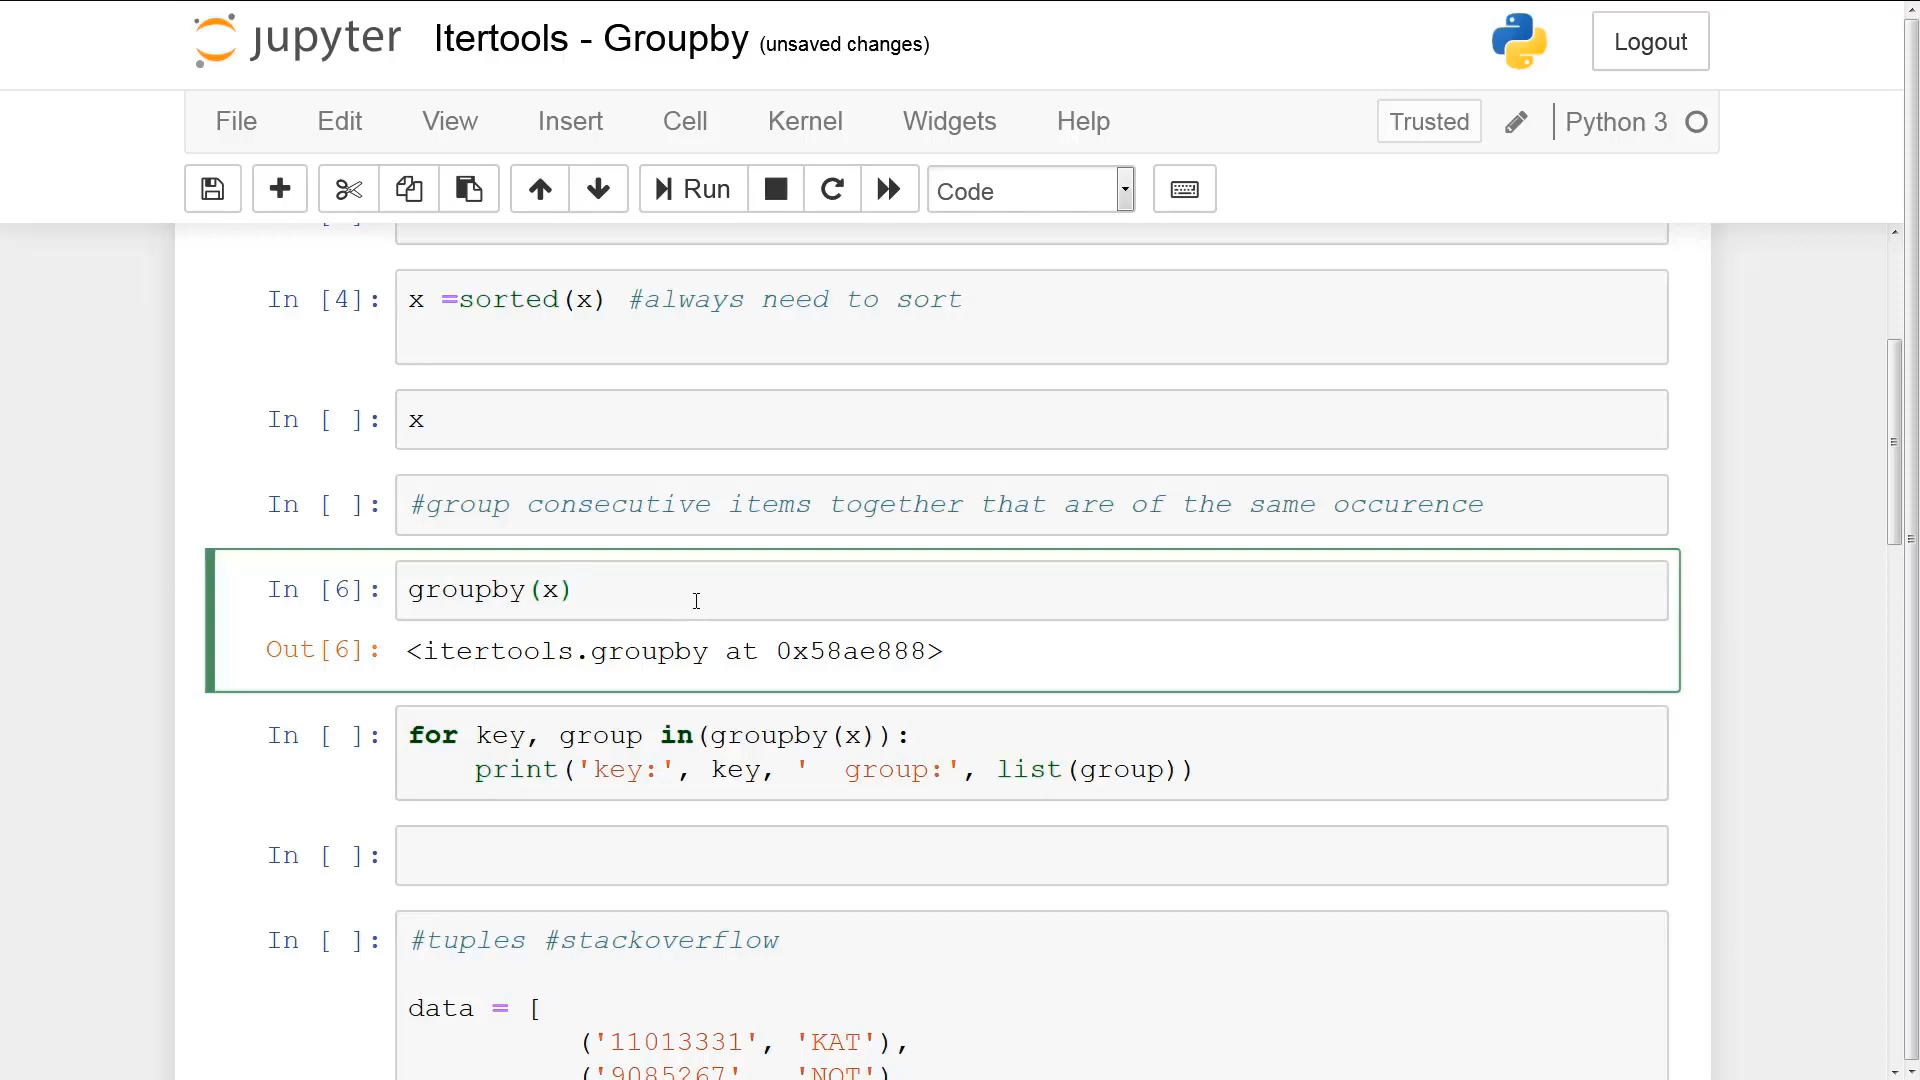 jupyter Itertools - Groupby (unsaved changes) Logout
File Edit View Insert Cell Kernel Widgets Help Trusted Python 3
Run Code
In [4]: x =sorted(x) #always need to sort
In [ ]: x
In [ ]: #group consecutive items together that are of the same occurence
In [6]: groupby(x)
Out[6]: <itertools.groupby at 0x58ae888>
In [ ]: for key, group in(groupby(x)):
print('key:', key, '  group:', list(group))
In [ ]:
In [ ]: #tuples #stackoverflow
data = [
('11013331', 'KAT'),
('9085267', 'NOT')